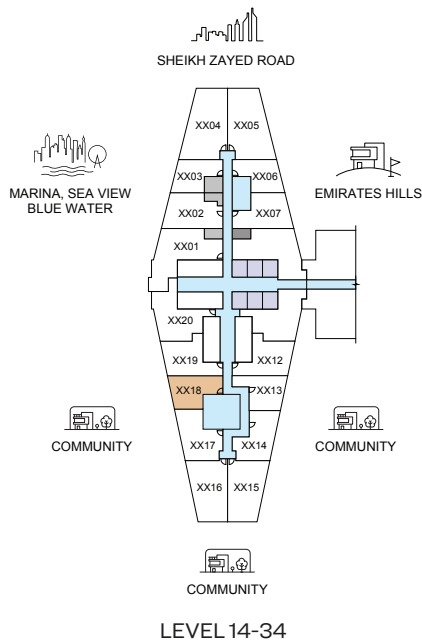 SHEIKH ZAYED ROAD
XX04
XX05
MARINA, SEA VIEW
BLUE WATER
XX03
XX06
EMIRATES HILLS
XX02
XX07
XX01
XX20
XX19
XX12
XX18
XX13
COMMUNITY
COMMUNITY
XX17
XX14
XX16
XX15
COMMUNITY
LEVEL 14-34